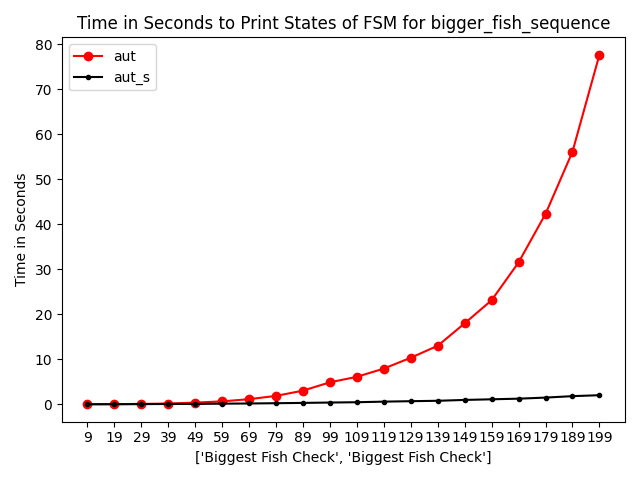 Time in Seconds to Print States of FSM for bigger_fish_sequence
80
70
60
50
40
30
20
10
0
Time in Seconds
aut
aut_s
9 19 29 39 49 59 69 79 89 99 109 119 129 139 149 159 169 179 189 199
['Biggest Fish Check', 'Biggest Fish Check']